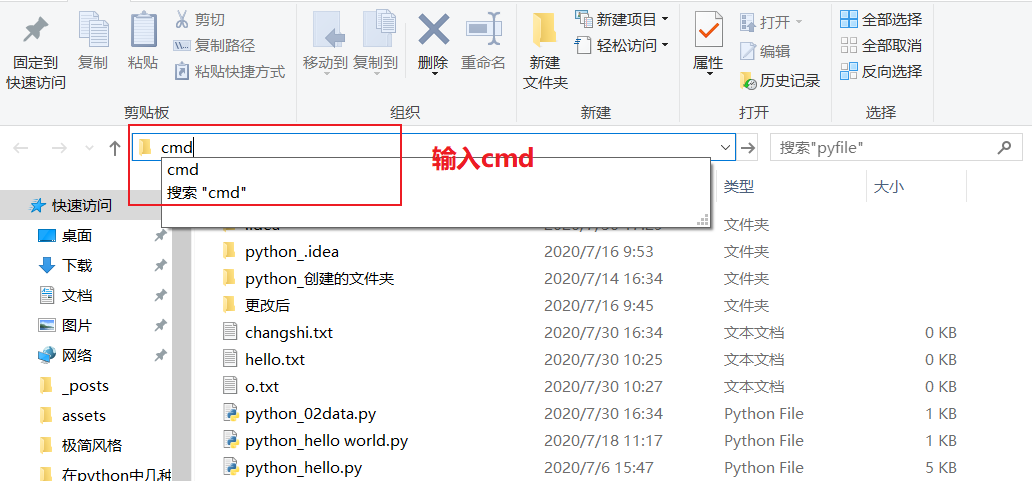 剪切
新建项目
打开
全部选择
W... 复制路径
轻松访问
编辑
全部取消
固定到
快速访问
复制
粘贴
粘贴快捷方式
移动到
复制到
删除
重命名
新建
文件夹
属性
历史记录
反向选择
剪贴板
组织
新建
打开
选择
cmd
输入cmd
搜索"pyfile"
cmd
搜索 "cmd"
类型
大小
快速访问
文件夹
桌面
python_.idea 2020/7/16 9:53 文件夹
下载
python_创建的文件夹 2020/7/14 16:34 文件夹
文档
更改后 2020/7/16 9:45 文件夹
图片
changshi.txt 2020/7/30 16:34 文本文档 0 KB
网络
hello.txt 2020/7/30 10:25 文本文档 0 KB
_posts
o.txt 2020/7/30 10:27 文本文档 0 KB
assets
python_02data.py 2020/7/30 16:34 Python File 1 KB
极简风格
python_hello world.py 2020/7/18 11:17 Python File 1 KB
在python中几种
python_hello.py 2020/7/6 15:47 Python File 5 KB